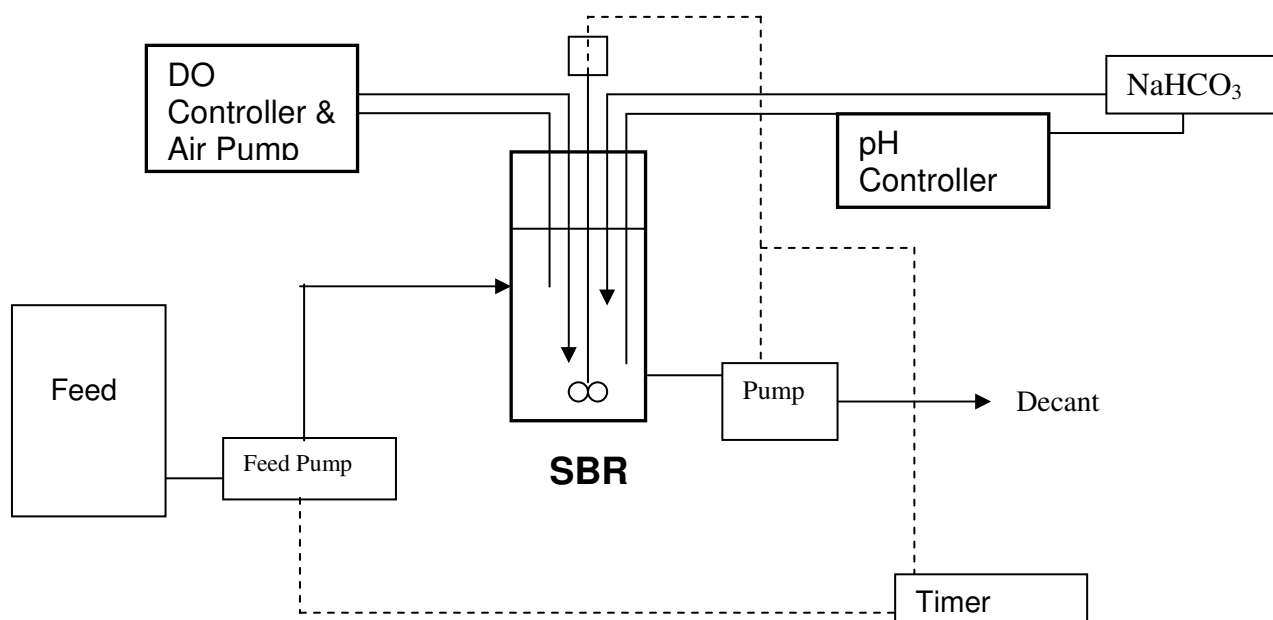 DO
Controller &
Air Pump
NaHCO₃
pH
Controller
Feed
Feed Pump
SBR
Pump
Decant
Timer